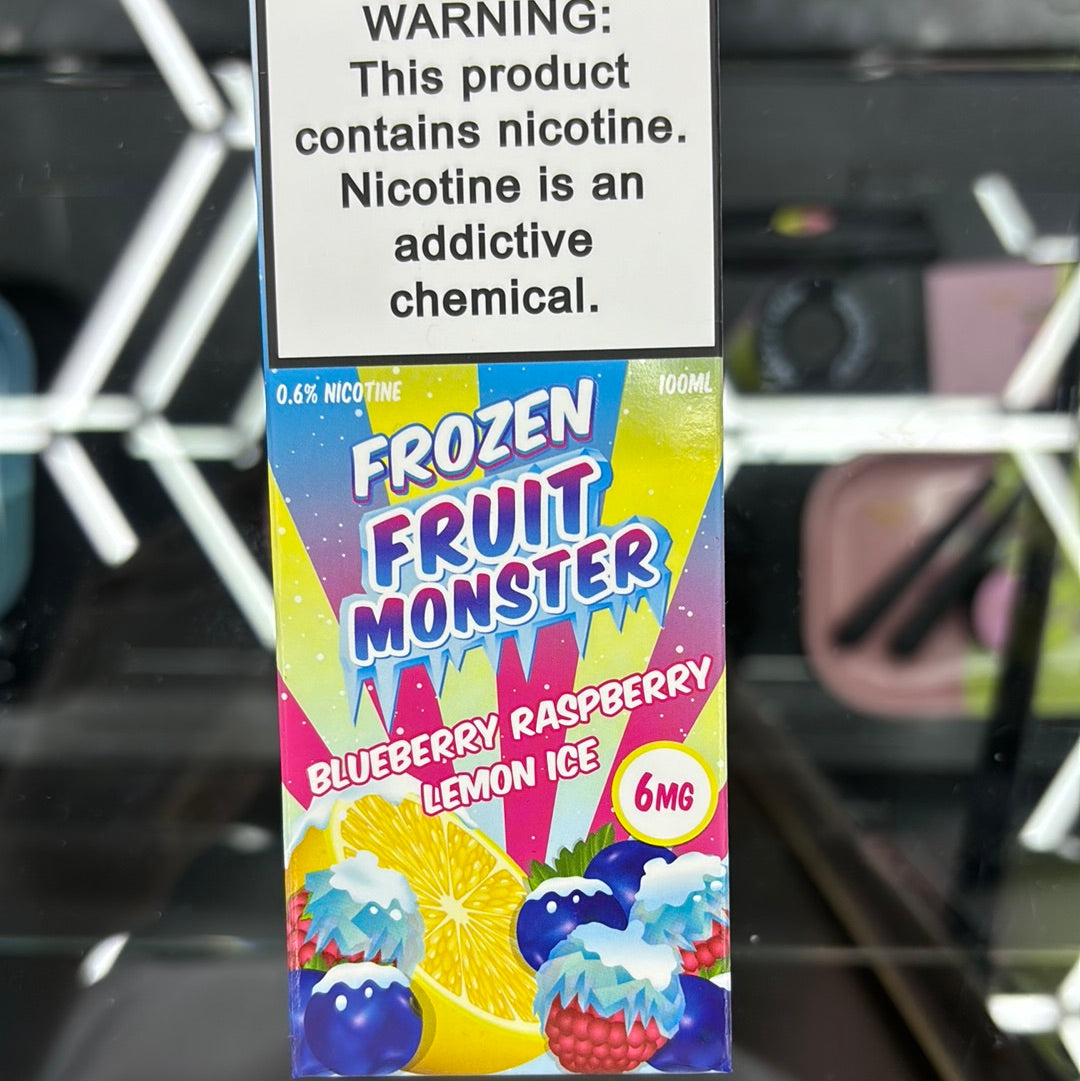 WARNING:
This product
contains nicotine.
Nicotine is an
addictive
chemical.
0.6% NICOTINE
100ML
FROZEN
FRUIT
MONSTER
BLUEBERRY RASPBERRY
LEMON ICE
6MG